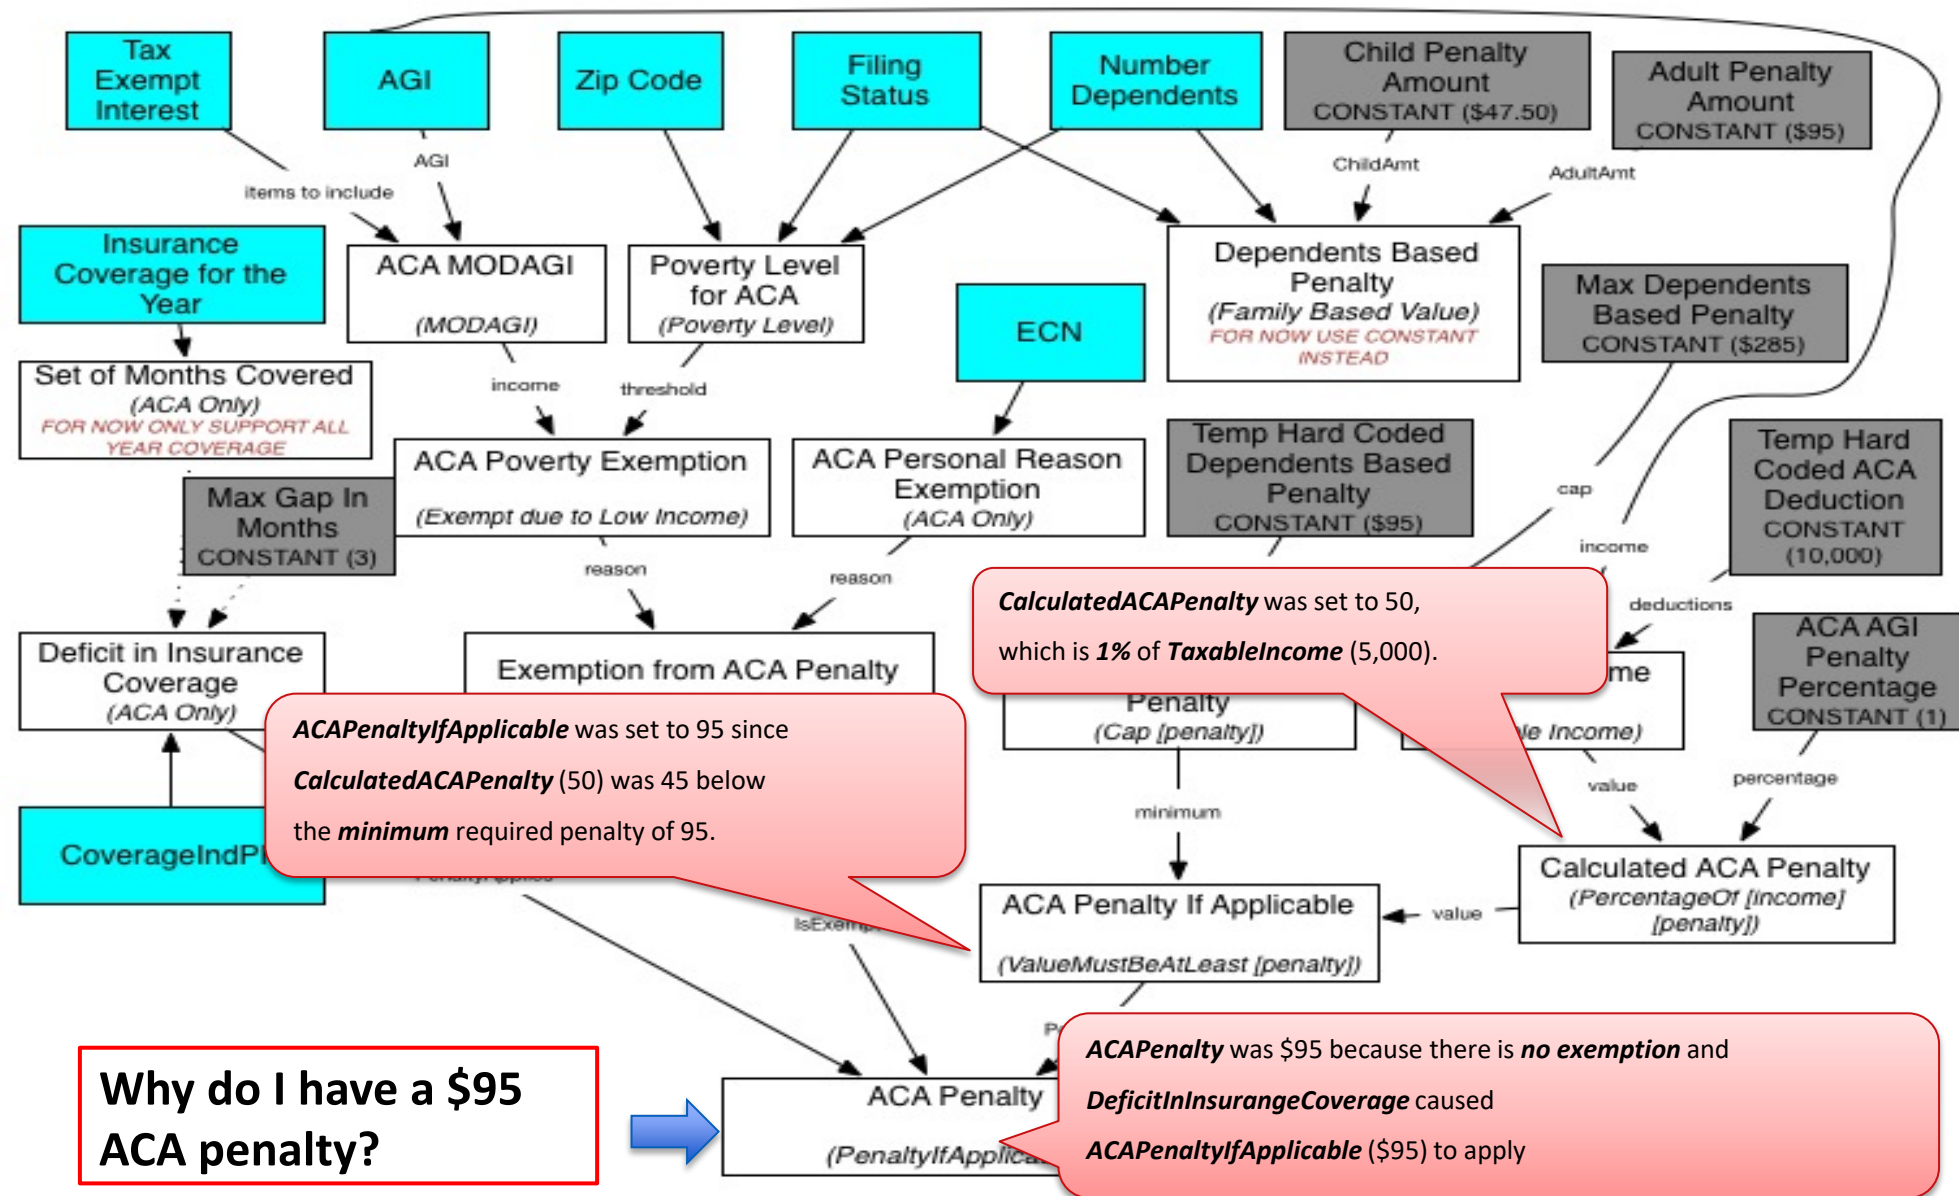 Tax
Exempt
Interest
AGI
Zip Code
Filing
Status
Number
Dependents
Child Penalty
Amount
CONSTANT ($47.50)
Adult Penalty
Amount
CONSTANT ($95)
AGI
items to include
ChildAmt
AdultAmt
Insurance
Coverage for the
Year
ACA MODAGI
(MODAGI)
Poverty Level
for ACA
(Poverty Level)
Dependents Based
Penalty
(Family Based Value)
FOR NOW USE CONSTANT
INSTEAD
ECN
Max Dependents
Based Penalty
CONSTANT ($285)
Set of Months Covered
(ACA Only)
FOR NOW ONLY SUPPORT ALL
YEAR COVERAGE
income
threshold
Max Gap In
Months
CONSTANT (3)
ACA Poverty Exemption
(Exempt due to Low Income)
ACA Personal Reason
Exemption
(ACA Only)
Temp Hard Coded
Dependents Based
Penalty
CONSTANT ($95)
cap
income
Temp Hard
Coded ACA
Deduction
CONSTANT
(10,000)
reason
reason
deductions
CalculatedACAPenalty was set to 50,
which is 1% of TaxableIncome (5,000).
Deficit in Insurance
Coverage
(ACA Only)
Exemption from ACA Penalty
Penalty
(Cap [penalty])
me
le Income)
ACA AGI
Penalty
Percentage
CONSTANT (1)
ACAPenaltyIfApplicable was set to 95 since
CalculatedACAPenalty (50) was 45 below
the minimum required penalty of 95.
minimum
value
percentage
CoverageIndPl
PenaltyApplies
IsExemp
ACA Penalty If Applicable
(ValueMustBeAtLeast [penalty])
value
Calculated ACA Penalty
(PercentageOf [income]
[penalty])
Why do I have a $95
ACA penalty?
ACA Penalty
(PenaltyIfApplica
ACAPenalty was $95 because there is no exemption and
DeficitInInsurangeCoverage caused
ACAPenaltyIfApplicable ($95) to apply